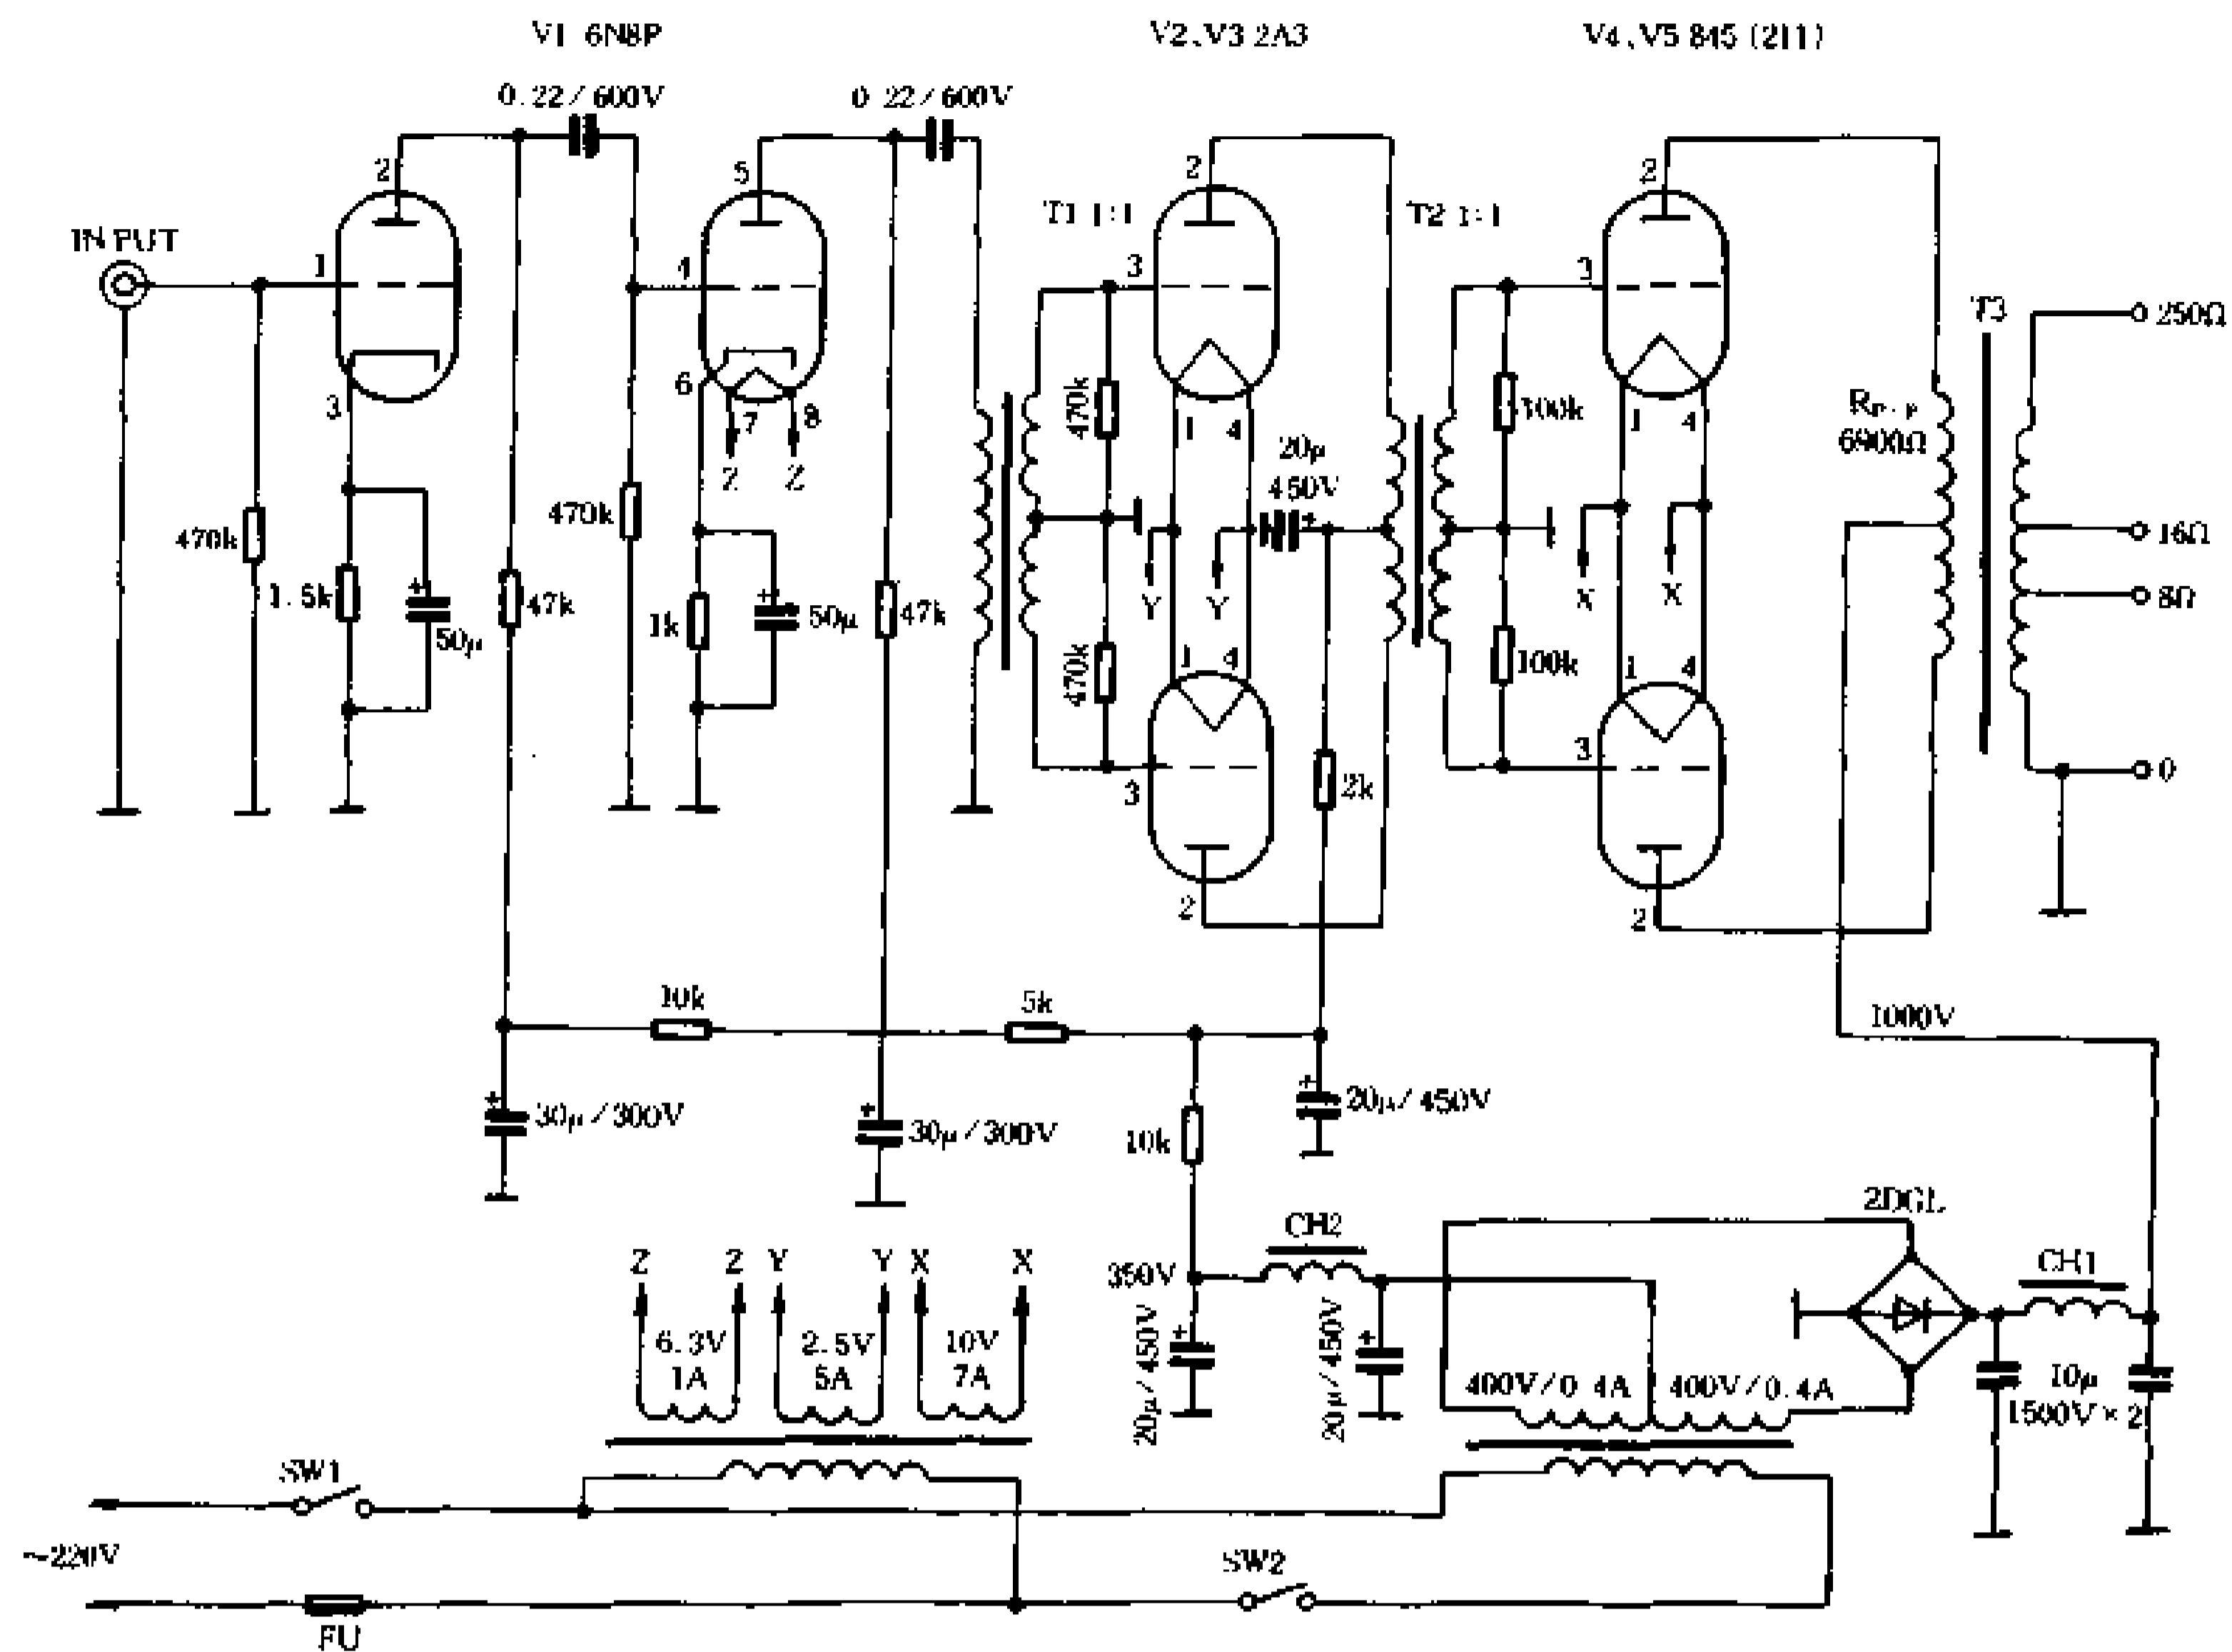 V1 6N8P
V2、V3 2A3
V4、V5 845 (211)
0.22/600V
0 22/600V
2
5
2
2
INPUT
1
4
T1 1:1
3
T2 1:1
3
T3
250Ω
3
6
7
8
Z
Z
470k
1
4
20μ
450V
100k
1
4
Rp-p
6900Ω
470k
1.5k
50μ
47k
470k
1k
50μ
47k
Y
Y
X
X
16Ω
8Ω
470k
1
4
100k
1
4
3
2k
3
0
2
2
10k
5k
1000V
30μ/300V
30μ/300V
10k
20μ/450V
2DGL
CH2
CH1
Z
Z
Y
Y
X
X
350V
6.3V
1A
2.5V
5A
10V
7A
20μ/450V
20μ/450V
400V/0 4A
400V/0.4A
10μ
1500V×2
SW1
~220V
SW2
FU